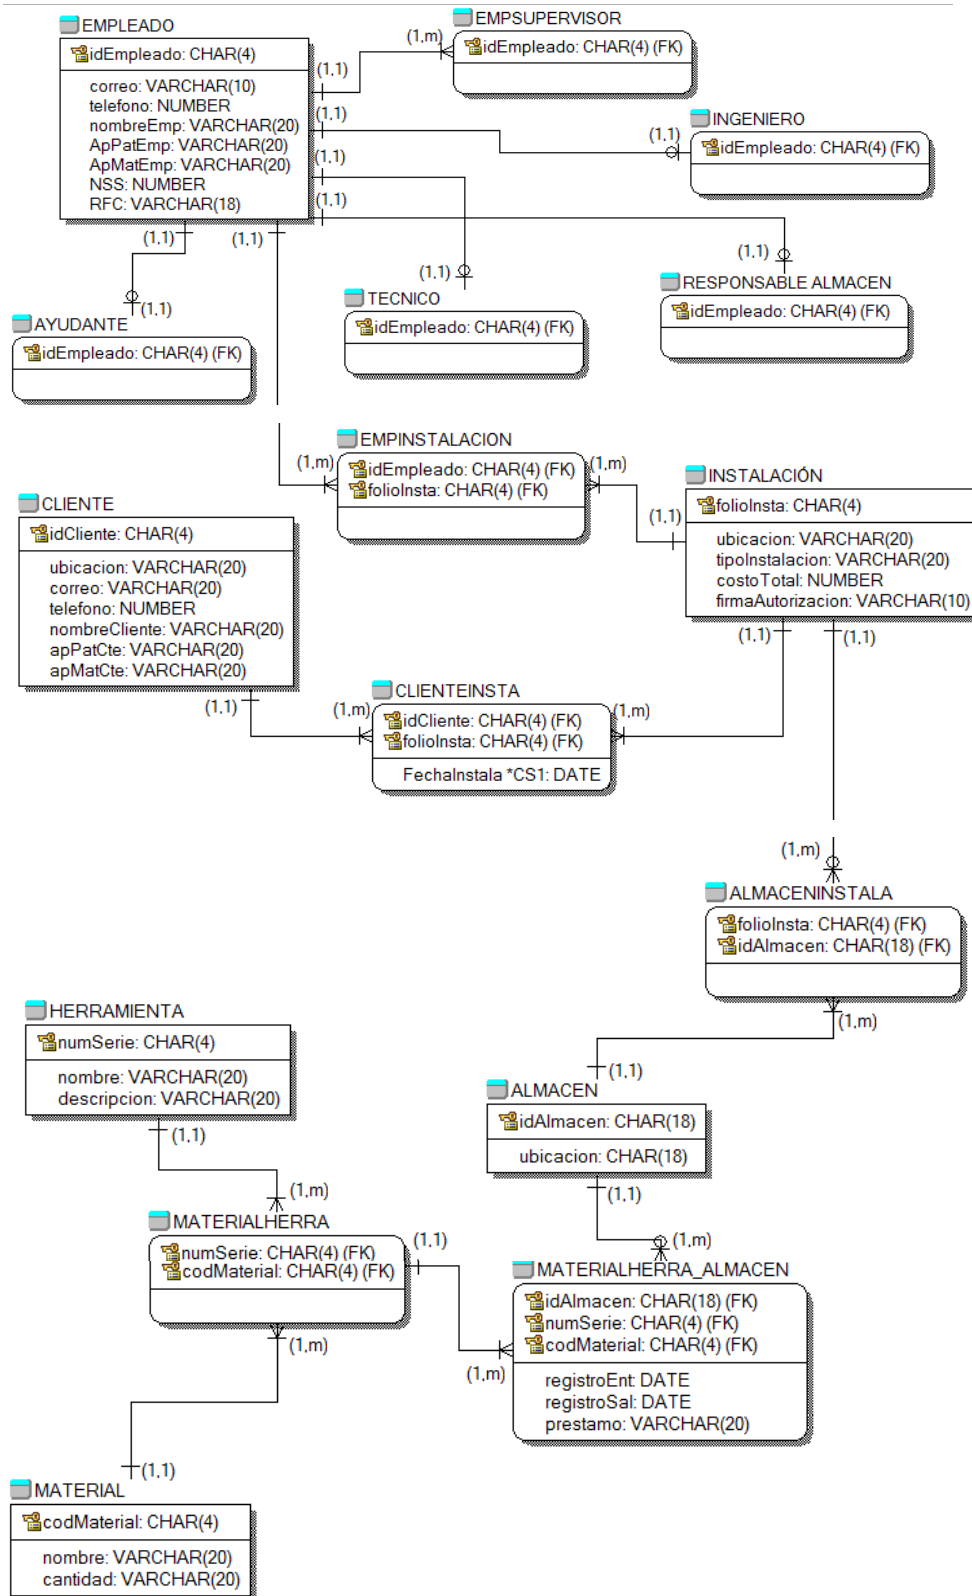 EMPLEADO
idEmpleado: CHAR(4)
correo: VARCHAR(10)
telefono: NUMBER
nombreEmp: VARCHAR(20)
ApPatEmp: VARCHAR(20)
ApMatEmp: VARCHAR(20)
NSS: NUMBER
RFC: VARCHAR(18)
(1,m)
(1,1)
(1,1)
(1,1)
(1,1)
(1,1)
(1,1)
EMPSUPERVISOR
idEmpleado: CHAR(4) (FK)
INGENIERO
(1,1)
idEmpleado: CHAR(4) (FK)
(1,1)
RESPONSABLE ALMACEN
idEmpleado: CHAR(4) (FK)
(1,1)
TECNICO
idEmpleado: CHAR(4) (FK)
(1,1)
AYUDANTE
idEmpleado: CHAR(4) (FK)
EMPINSTALACION
(1,m)
idEmpleado: CHAR(4) (FK)
folioInsta: CHAR(4) (FK)
(1,m)
INSTALACIÓN
(1,1)
folioInsta: CHAR(4)
ubicacion: VARCHAR(20)
tipoInstalacion: VARCHAR(20)
costoTotal: NUMBER
firmaAutorizacion: VARCHAR(10)
(1,1)
(1,1)
CLIENTE
idCliente: CHAR(4)
ubicacion: VARCHAR(20)
correo: VARCHAR(20)
telefono: NUMBER
nombreCliente: VARCHAR(20)
apPatCte: VARCHAR(20)
apMatCte: VARCHAR(20)
(1,1)
CLIENTEINSTA
(1,m)
idCliente: CHAR(4) (FK)
folioInsta: CHAR(4) (FK)
FechaInstala *CS1: DATE
(1,m)
(1,m)
ALMACENINSTALA
folioInsta: CHAR(4) (FK)
idAlmacen: CHAR(18) (FK)
(1,m)
HERRAMIENTA
numSerie: CHAR(4)
nombre: VARCHAR(20)
descripcion: VARCHAR(20)
(1,1)
(1,1)
ALMACEN
idAlmacen: CHAR(18)
ubicacion: CHAR(18)
(1,1)
(1,m)
MATERIALHERRA
numSerie: CHAR(4) (FK)
codMaterial: CHAR(4) (FK)
(1,1)
(1,m)
(1,m)
MATERIALHERRA_ALMACEN
idAlmacen: CHAR(18) (FK)
numSerie: CHAR(4) (FK)
codMaterial: CHAR(4) (FK)
registroEnt: DATE
registroSal: DATE
prestamo: VARCHAR(20)
(1,m)
(1,1)
MATERIAL
codMaterial: CHAR(4)
nombre: VARCHAR(20)
cantidad: VARCHAR(20)